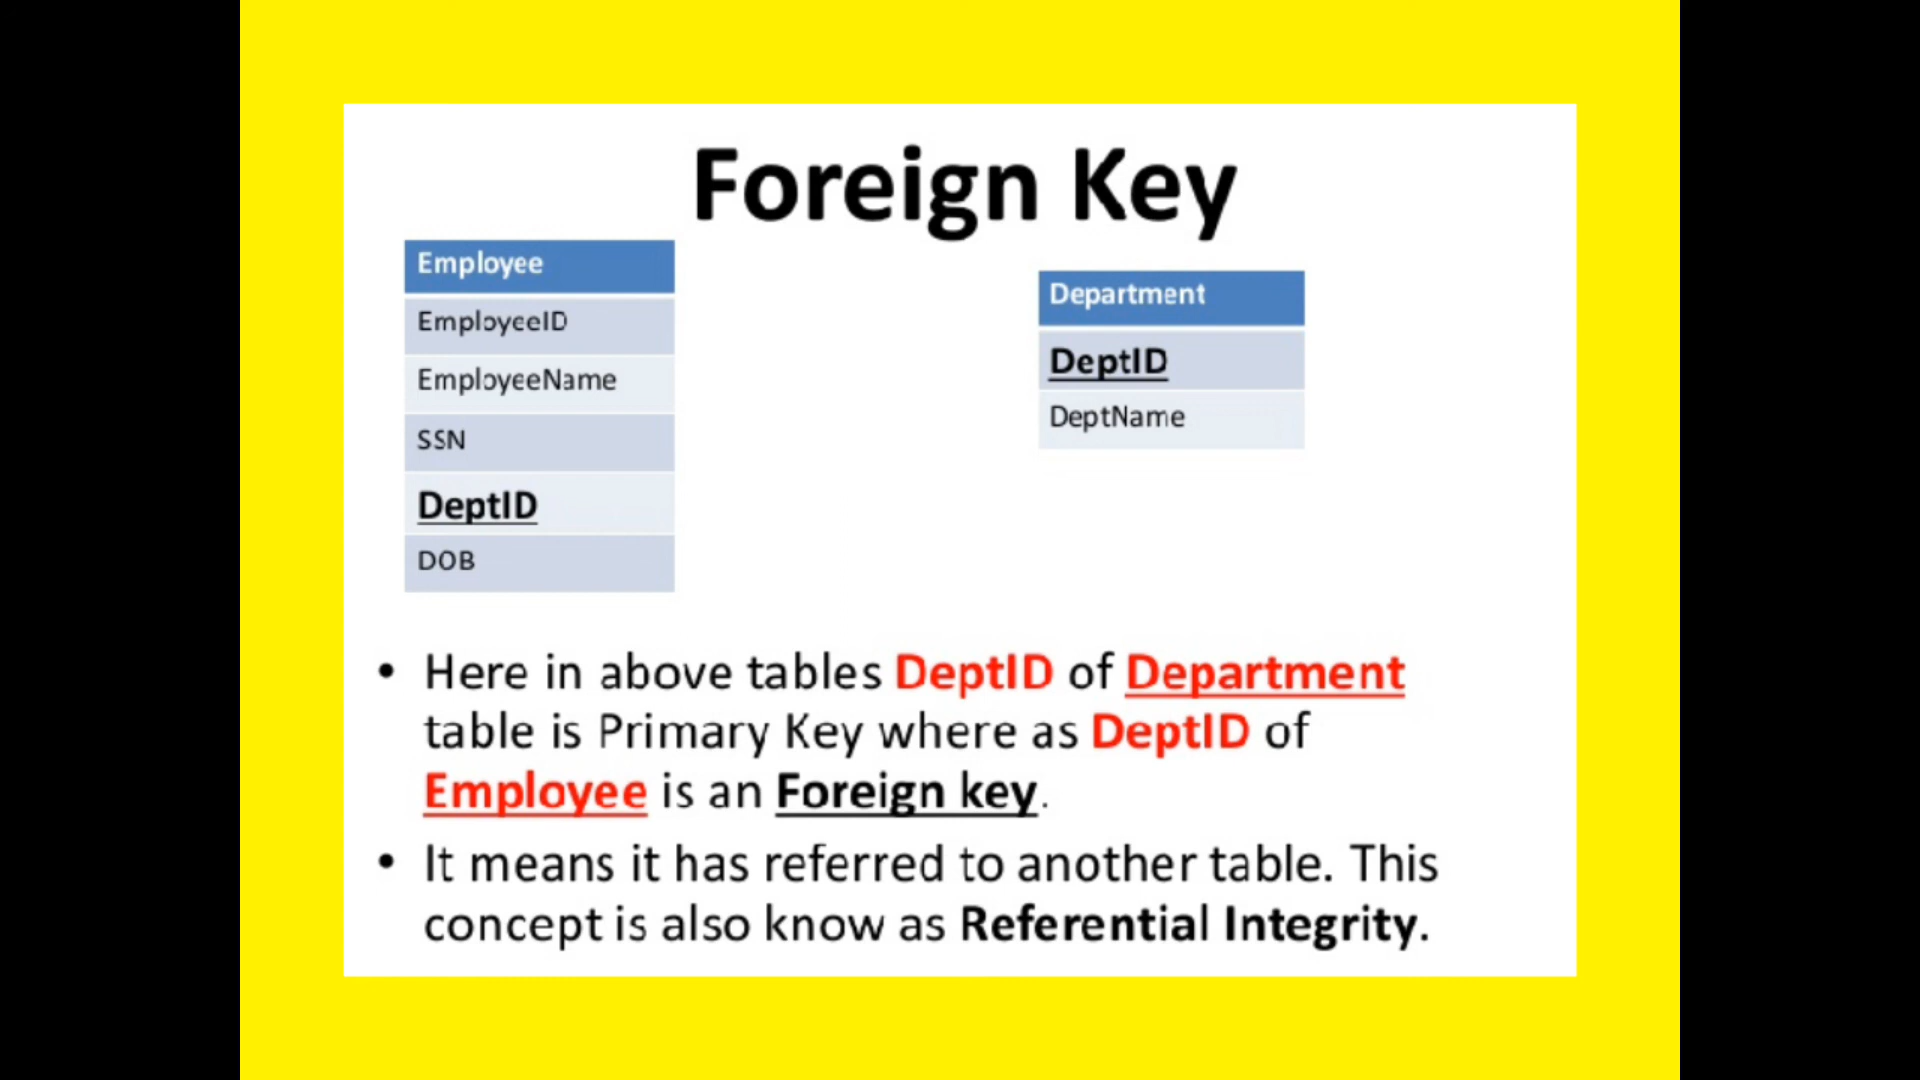 Foreign Key
Employee
EmployeeID
EmployeeName
SSN
DeptID
DOB
Department
DeptID
DeptName
• Here in above tables DeptID of Department
table is Primary Key where as DeptID of
Employee is an Foreign key.
• It means it has referred to another table. This
concept is also know as Referential Integrity.